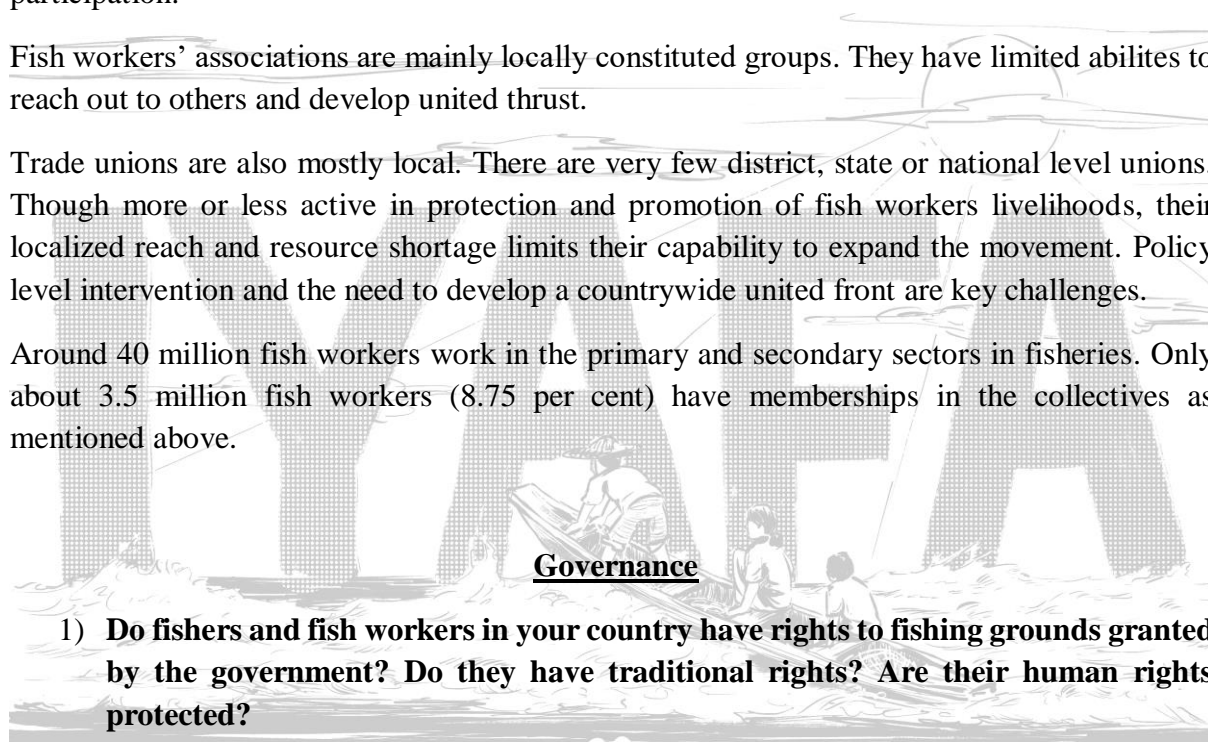 participation.
Fish workers’ associations are mainly locally constituted groups. They have limited abilites to
reach out to others and develop united thrust.
Trade unions are also mostly local. There are very few district, state or national level unions.
Though more or less active in protection and promotion of fish workers livelihoods, their
localized reach and resource shortage limits their capability to expand the movement. Policy
level intervention and the need to develop a countrywide united front are key challenges.
Around 40 million fish workers work in the primary and secondary sectors in fisheries. Only
about 3.5 million fish workers (8.75 per cent) have memberships in the collectives as
mentioned above.
IYAFA
Governance
1) Do fishers and fish workers in your country have rights to fishing grounds granted
by the government? Do they have traditional rights? Are their human rights
protected?